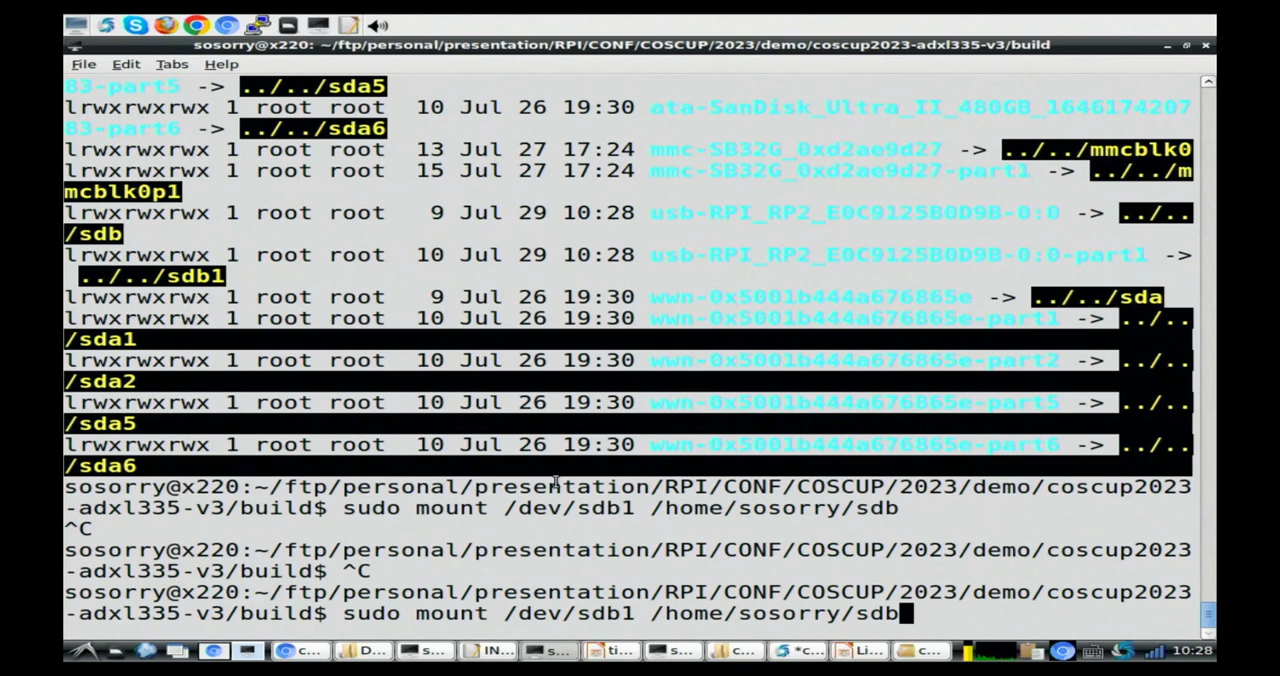 sosorry@x220: ~/ftp/personal/presentation/RPI/CONF/COSCUP/2023/demo/coscup2023-adxl335-v3/build
File Edit Tabs Help
83-part5 -> ../../sda5
lrwxrwxrwx 1 root root  10 Jul 26 19:30 ata-SanDisk_Ultra_II_480GB_1646174207
83-part6 -> ../../sda6
lrwxrwxrwx 1 root root  13 Jul 27 17:24 mmc-SB32G_0xd2ae9d27 -> ../../mmcblk0
lrwxrwxrwx 1 root root  15 Jul 27 17:24 mmc-SB32G_0xd2ae9d27-part1 -> ../../m
mcblk0p1
lrwxrwxrwx 1 root root   9 Jul 29 10:28 usb-RPI_RP2_E0C9125B0D9B-0:0 -> ../..
/sdb
lrwxrwxrwx 1 root root  10 Jul 29 10:28 usb-RPI_RP2_E0C9125B0D9B-0:0-part1 ->
../../sdb1
lrwxrwxrwx 1 root root   9 Jul 26 19:30 wwn-0x5001b444a676865e -> ../../sda
lrwxrwxrwx 1 root root  10 Jul 26 19:30 wwn-0x5001b444a676865e-part1 -> ../..
/sda1
lrwxrwxrwx 1 root root  10 Jul 26 19:30 wwn-0x5001b444a676865e-part2 -> ../..
/sda2
lrwxrwxrwx 1 root root  10 Jul 26 19:30 wwn-0x5001b444a676865e-part5 -> ../..
/sda5
lrwxrwxrwx 1 root root  10 Jul 26 19:30 wwn-0x5001b444a676865e-part6 -> ../..
/sda6
sosorry@x220:~/ftp/personal/presentation/RPI/CONF/COSCUP/2023/demo/coscup2023
-adxl335-v3/build$ sudo mount /dev/sdb1 /home/sosorry/sdb
^C
sosorry@x220:~/ftp/personal/presentation/RPI/CONF/COSCUP/2023/demo/coscup2023
-adxl335-v3/build$ ^C
sosorry@x220:~/ftp/personal/presentation/RPI/CONF/COSCUP/2023/demo/coscup2023
-adxl335-v3/build$ sudo mount /dev/sdb1 /home/sosorry/sdb
c... D... s... IN... s... ti... s... c... *c... Li... c... 10:28